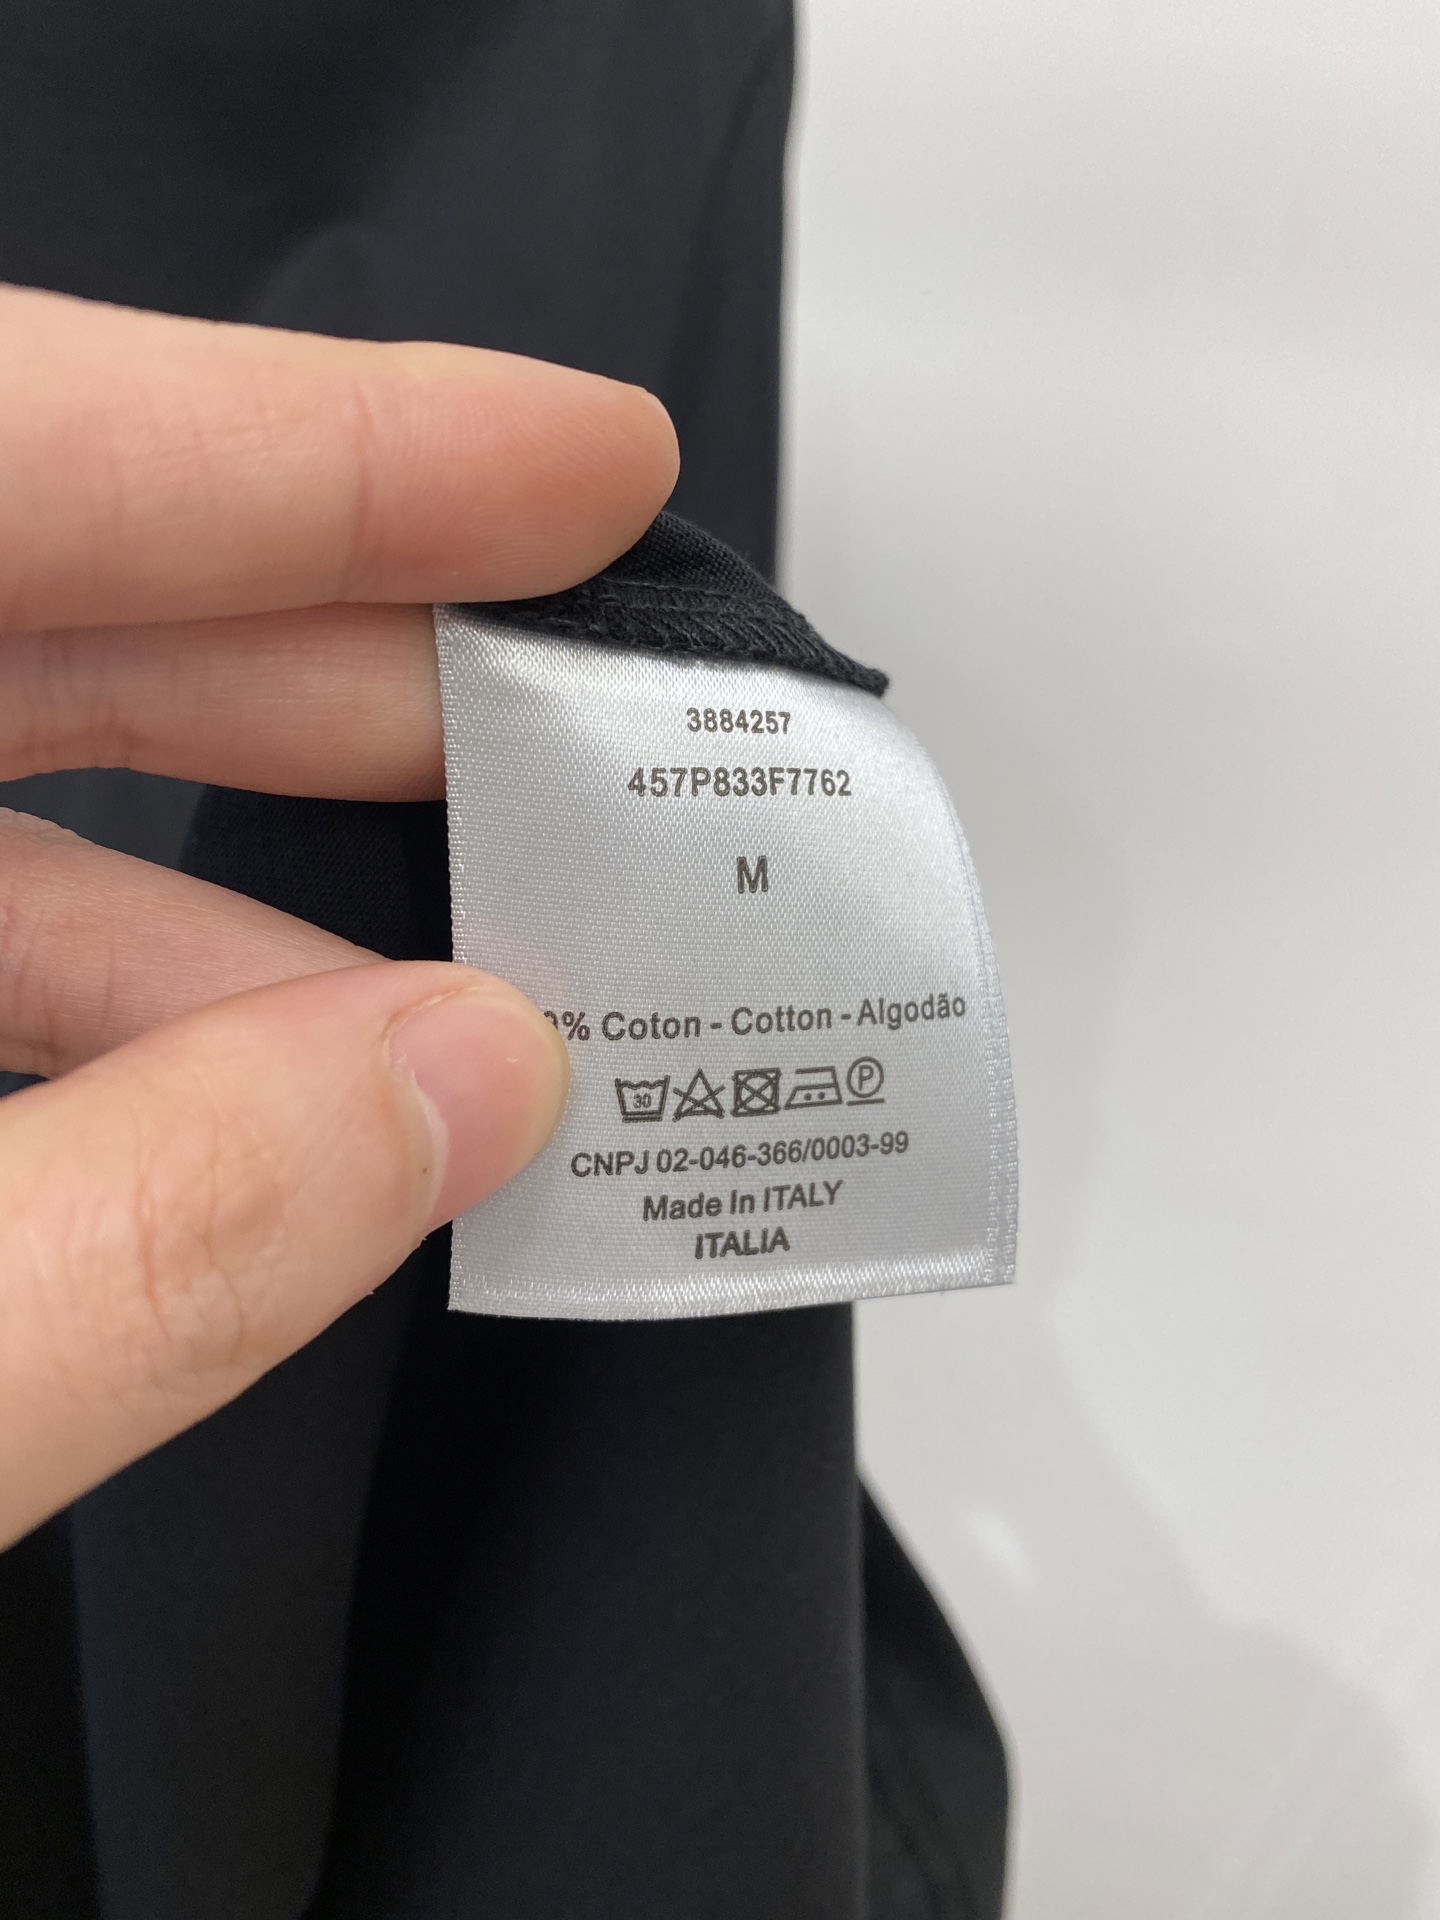 3884257
457P833F7762
M
% Coton - Cotton - Algodão
30 P
CNPJ 02-046-366/0003-99
Made In ITALY
ITALIA